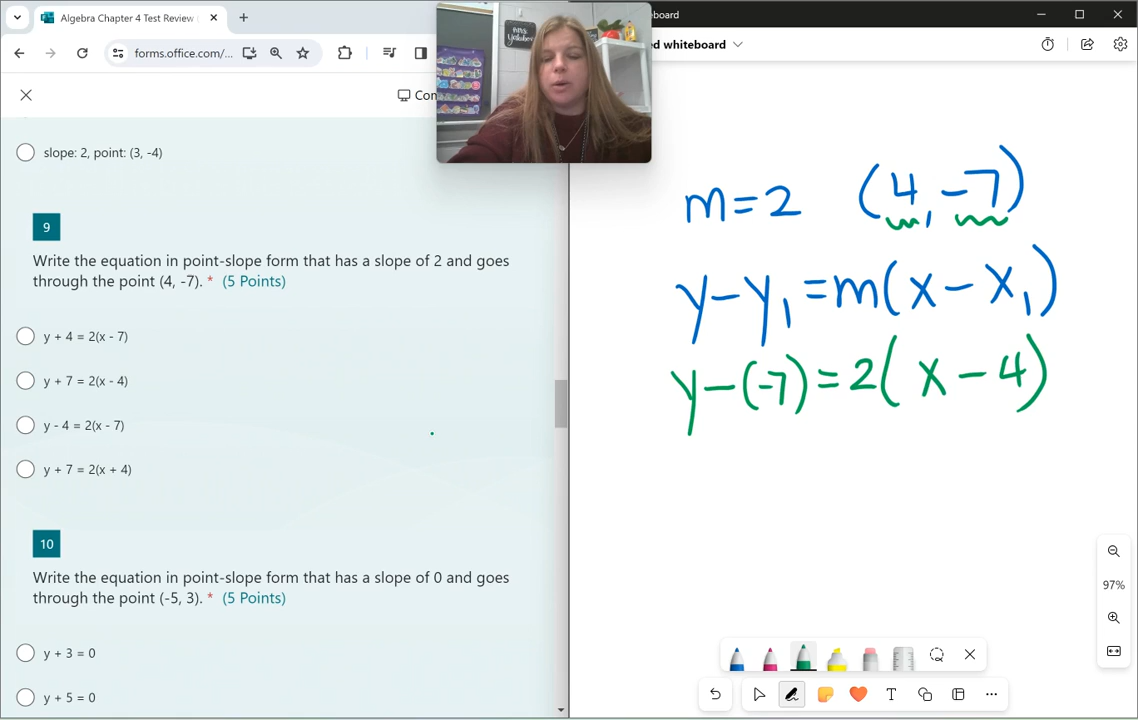 Algebra Chapter 4 Test Review
forms.office.com/...
Con
slope: 2, point: (3, -4)
9
Write the equation in point-slope form that has a slope of 2 and goes
through the point (4, -7). * (5 Points)
y + 4 = 2(x - 7)
y + 7 = 2(x - 4)
y - 4 = 2(x - 7)
y + 7 = 2(x + 4)
10
Write the equation in point-slope form that has a slope of 0 and goes
through the point (-5, 3). * (5 Points)
y + 3 = 0
y + 5 = 0
Mrs.
eboard
ed whiteboard
m = 2 (4, -7)
y - y₁ = m(x - x₁)
y - (-7) = 2(x - 4)
97%
T